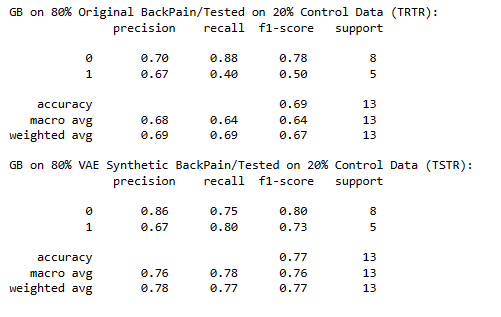 GB on 80% Original BackPain/Tested on 20% Control Data (TRTR):
precision recall f1-score support
0 0.70 0.88 0.78 8
1 0.67 0.40 0.50 5
accuracy 0.69 13
macro avg 0.68 0.64 0.64 13
weighted avg 0.69 0.69 0.67 13
GB on 80% VAE Synthetic BackPain/Tested on 20% Control Data (TSTR):
precision recall f1-score support
0 0.86 0.75 0.80 8
1 0.67 0.80 0.73 5
accuracy 0.77 13
macro avg 0.76 0.78 0.76 13
weighted avg 0.78 0.77 0.77 13